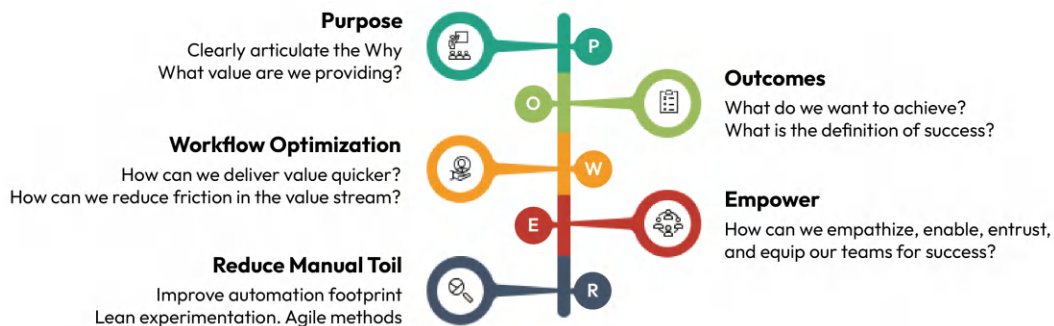 Purpose
Clearly articulate the Why
What value are we providing?
P
O
Outcomes
What do we want to achieve?
What is the definition of success?
Workflow Optimization
How can we deliver value quicker?
How can we reduce friction in the value stream?
W
E
Empower
How can we empathize, enable, entrust,
and equip our teams for success?
Reduce Manual Toil
Improve automation footprint
Lean experimentation. Agile methods
R